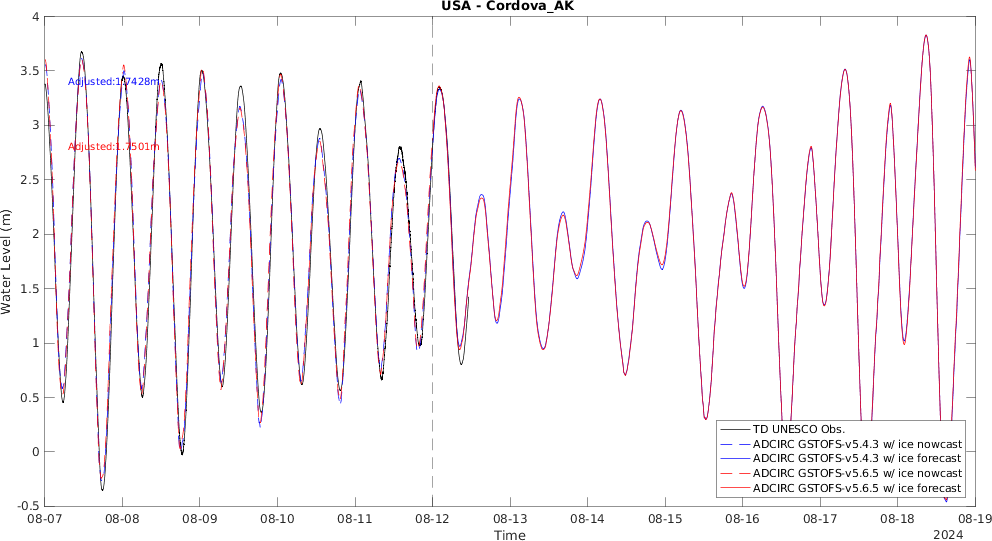 USA - Cordova_AK
4
3.5
3
2.5
2
1.5
1
0.5
0
-0.5
Water Level (m)
Adjusted:1.7428m
Adjusted:1.7501m
TD UNESCO Obs.
ADCIRC GSTOFS-v5.4.3 w/ ice nowcast
ADCIRC GSTOFS-v5.4.3 w/ ice forecast
ADCIRC GSTOFS-v5.6.5 w/ ice nowcast
ADCIRC GSTOFS-v5.6.5 w/ ice forecast
08-07 08-08 08-09 08-10 08-11 08-12 08-13 08-14 08-15 08-16 08-17 08-18 08-19
Time
2024